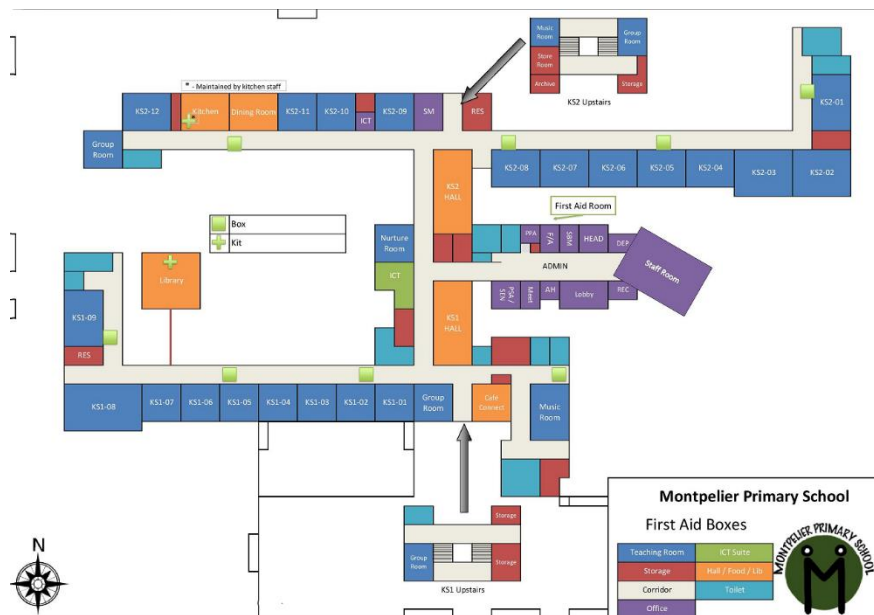 Music
Room
Group
Room
Store
Room
Archive
Storage
KS2 Upstairs
* - Maintained by kitchen staff
KS2-12
Kitchen
*
Dining Room
KS2-11
KS2-10
ICT
KS2-09
SM
RES
KS2-01
Group
Room
KS2
HALL
KS2-08
KS2-07
KS2-06
KS2-05
KS2-04
KS2-03
KS2-02
First Aid Room
Box
Kit
Nurture
Room
PPA
F/A
SBM
HEAD
DEP
ICT
ADMIN
Staff Room
Library
PSA /
SEN
Meet
AH
Lobby
REC
KS1-09
KS1
HALL
RES
KS1-08
KS1-07
KS1-06
KS1-05
KS1-04
KS1-03
KS1-02
KS1-01
Group
Room
Cafe
Connect
Music
Room
Storage
Group
Room
Storage
KS1 Upstairs
N
Montpelier Primary School
First Aid Boxes
Teaching Room
ICT Suite
Storage
Hall / Food / Lib
Corridor
Toilet
Office
MONTPELIER PRIMARY SCHOOL